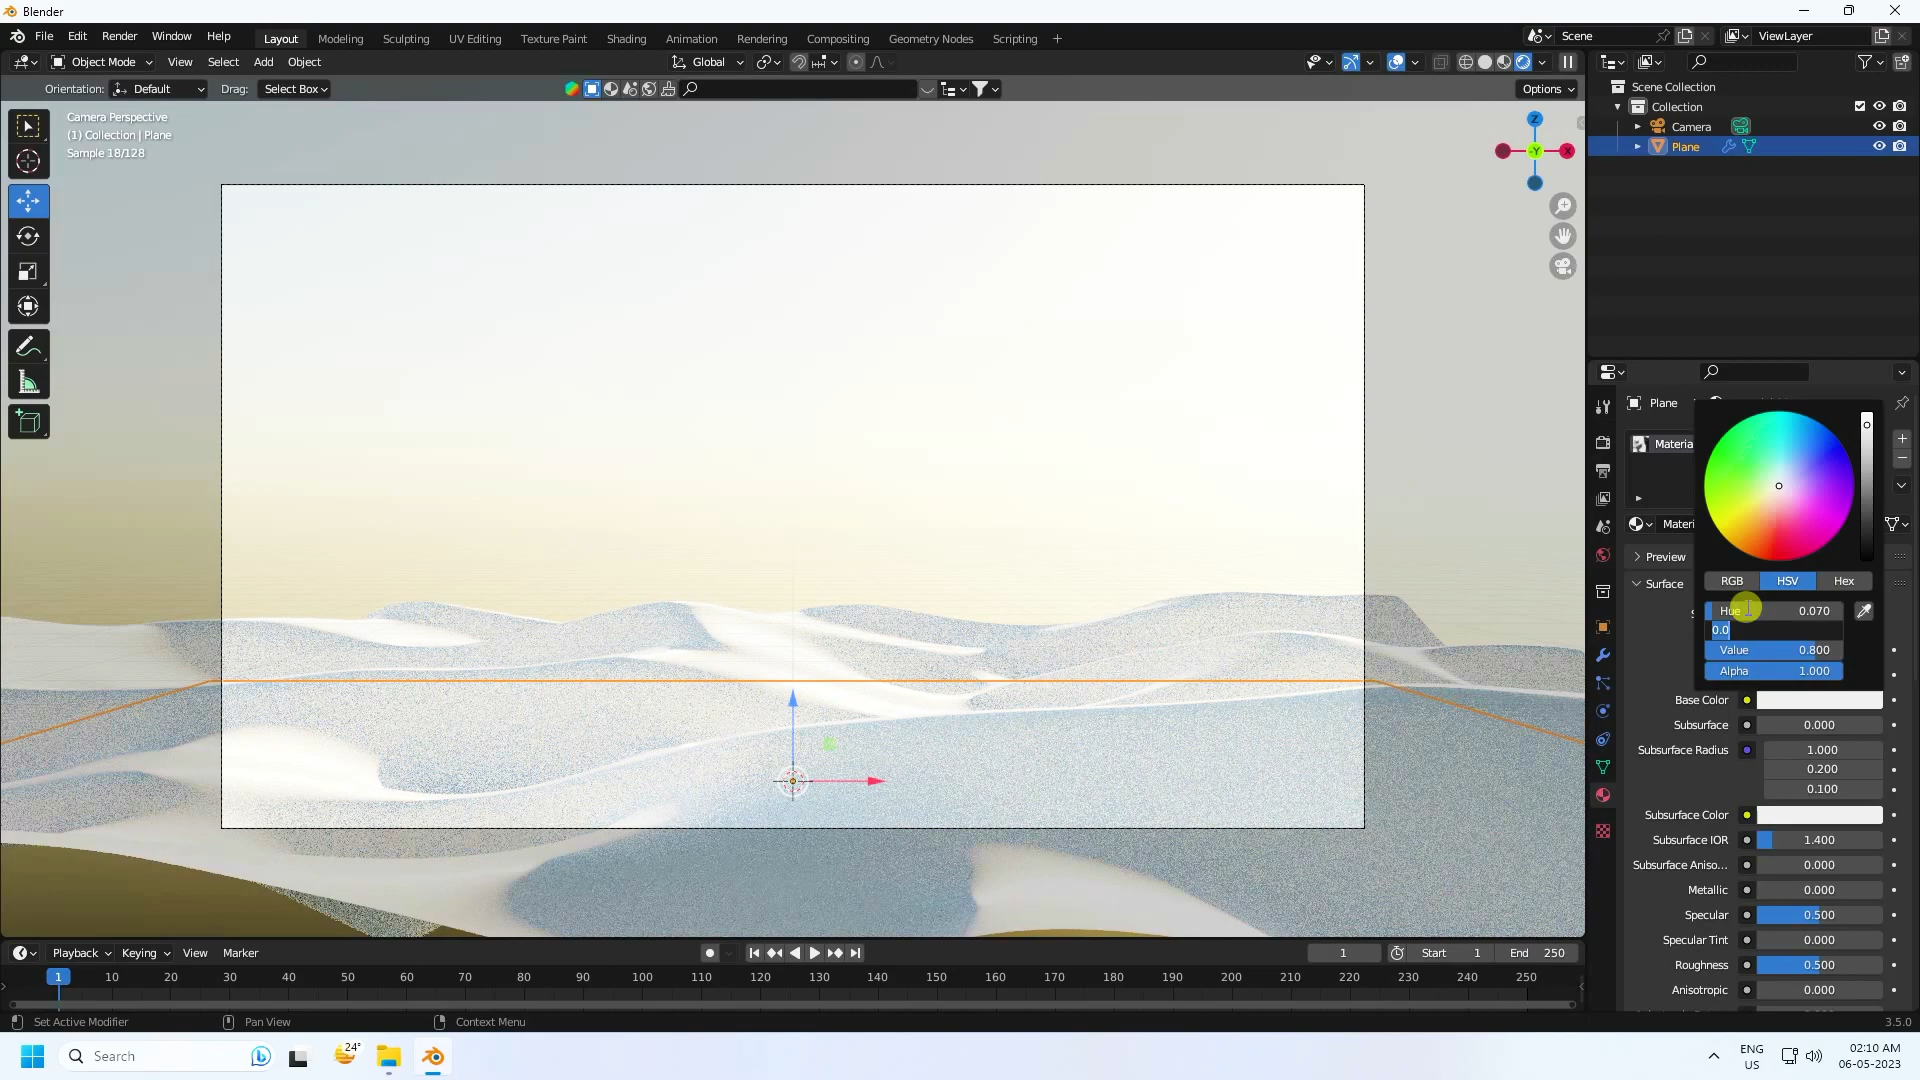 Blender
File Edit Render Window Help
Layout Modeling Sculpting UV Editing Texture Paint Shading Animation Rendering Compositing Geometry Nodes Scripting +
Scene
ViewLayer
Object Mode View Select Add Object
Global
Orientation: Default Drag: Select Box
Options
Camera Perspective
(1) Collection | Plane
Sample 18/128
Z
-Y
X
Scene Collection
Collection
Camera
Plane
Plane
Materia
Materi
Preview
Surface
RGB HSV Hex
Hue 0.070
0.0
Value 0.800
Alpha 1.000
Base Color
Subsurface 0.000
Subsurface Radius 1.000
0.200
0.100
Subsurface Color
Subsurface IOR 1.400
Subsurface Aniso... 0.000
Metallic 0.000
Specular 0.500
Specular Tint 0.000
Roughness 0.500
Anisotropic 0.000
Playback Keying View Marker
1 Start 1 End 250
1 10 20 30 40 50 60 70 80 90 100 110 120 130 140 150 160 170 180 190 200 210 220 230 240 250
Set Active Modifier Pan View Context Menu
3.5.0
Search
24°
ENG
US
02:10 AM
06-05-2023